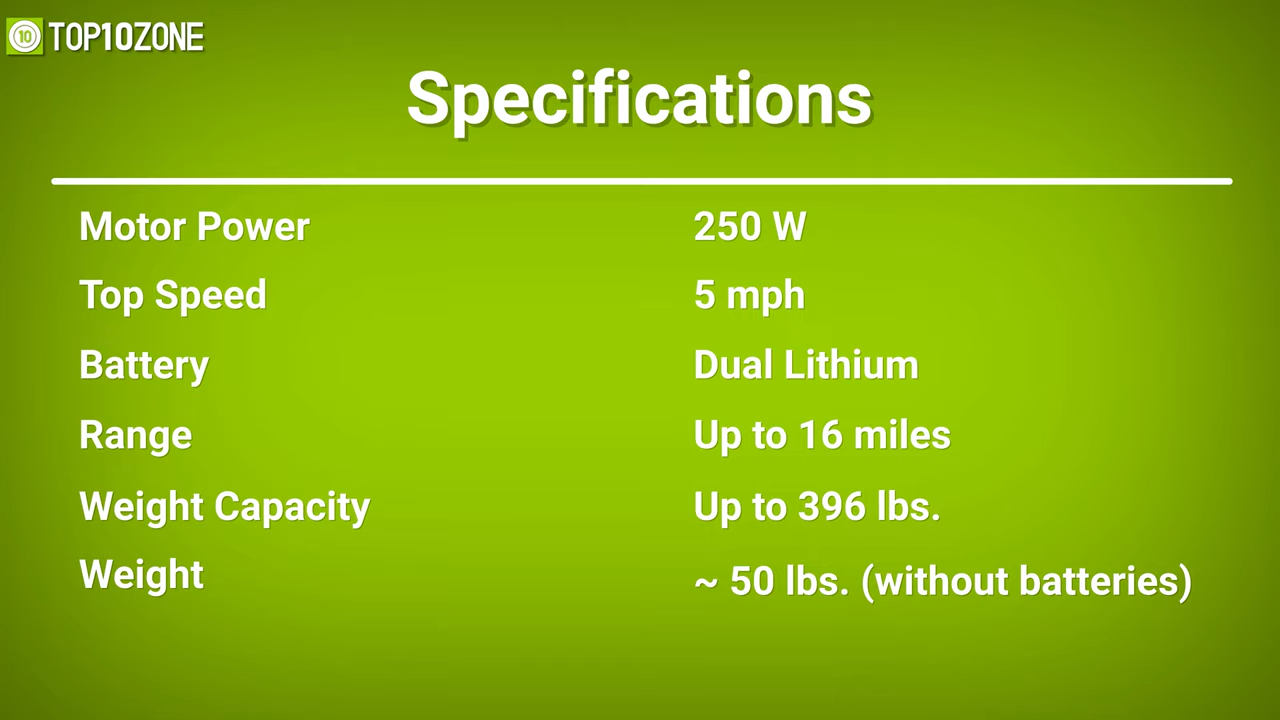 10 TOP10ZONE
Specifications
Motor Power 250 W
Top Speed 5 mph
Battery Dual Lithium
Range Up to 16 miles
Weight Capacity Up to 396 lbs.
Weight ~ 50 lbs. (without batteries)